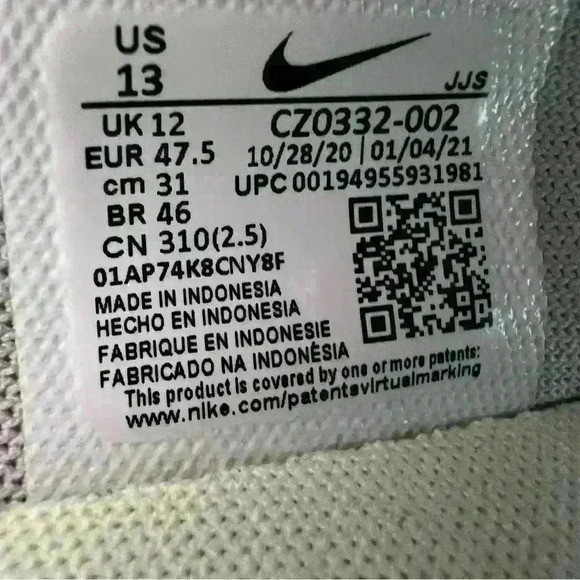 US
13
JJS
UK 12
CZ0332-002
EUR 47.5
10/28/20 | 01/04/21
cm 31
UPC 00194955931981
BR 46
CN 310(2.5)
01AP74K8CNY8F
MADE IN INDONESIA
HECHO EN INDONESIA
FABRIQUE EN INDONESIE
FABRICADO NA INDONÉSIA
This product is covered by one or more patents:
www.nike.com/patentsvirtualmarking